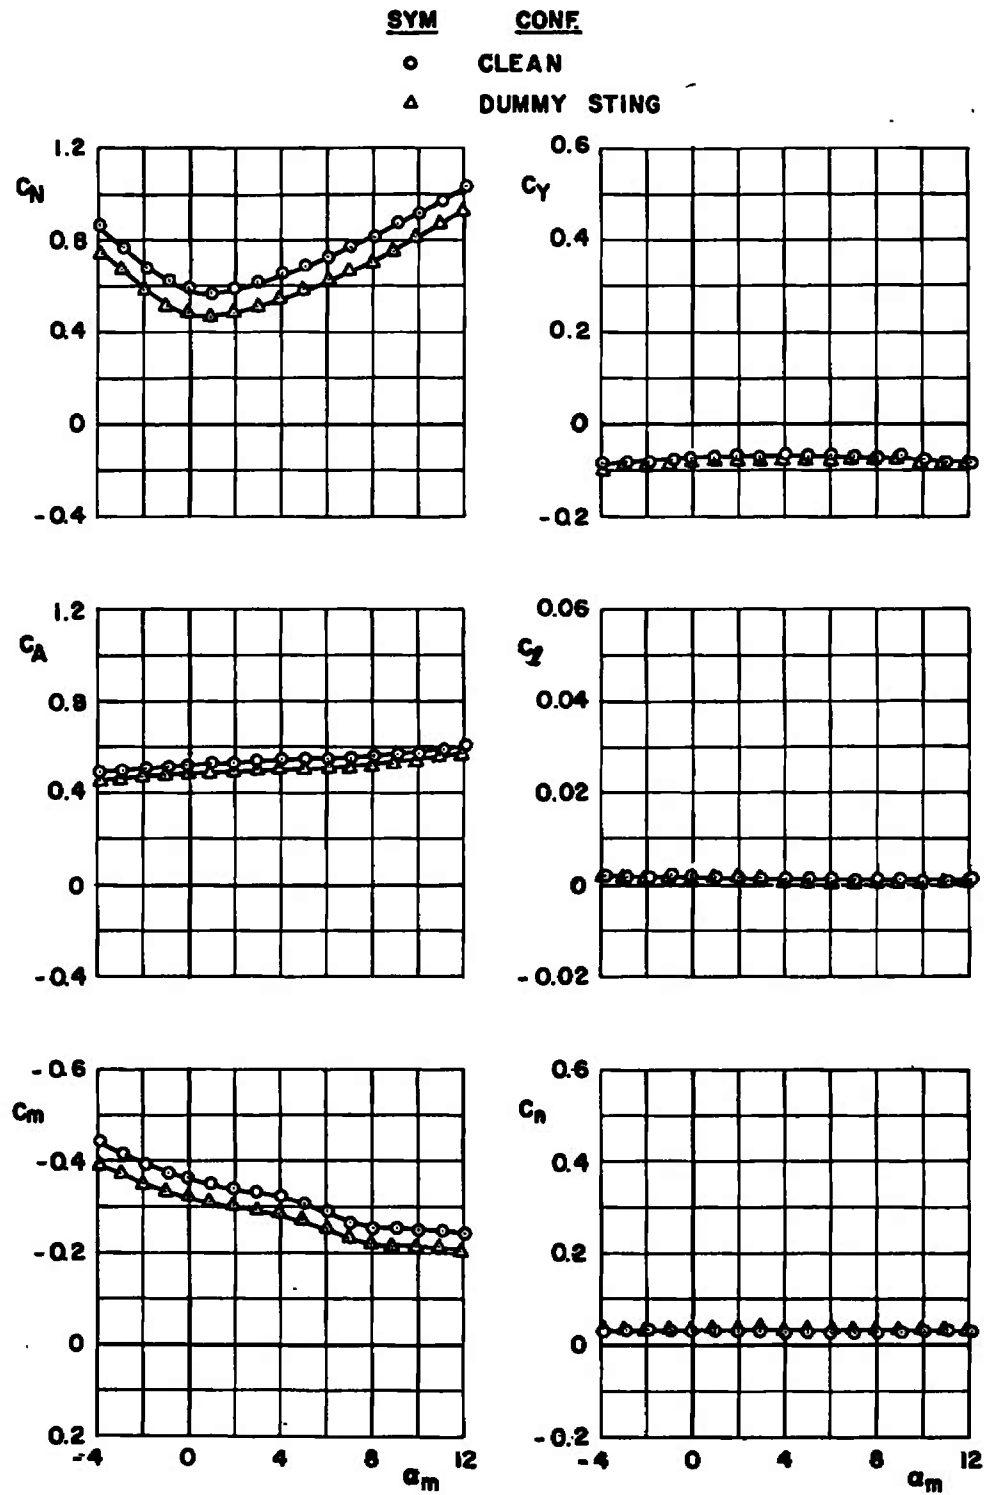 SYM CONF.
CLEAN
DUMMY STING
1.2
C_N
0.8
0.4
0
-0.4
0.6
C_Y
0.4
0.2
0
-0.2
1.2
C_A
0.8
0.4
0
-0.4
0.06
C_l
0.04
0.02
0
-0.02
-0.6
C_m
-0.4
-0.2
0
0.2
-4 0 4 8 12
α_m
0.6
C_n
0.4
0.2
0
-0.2
-4 0 4 8 12
α_m